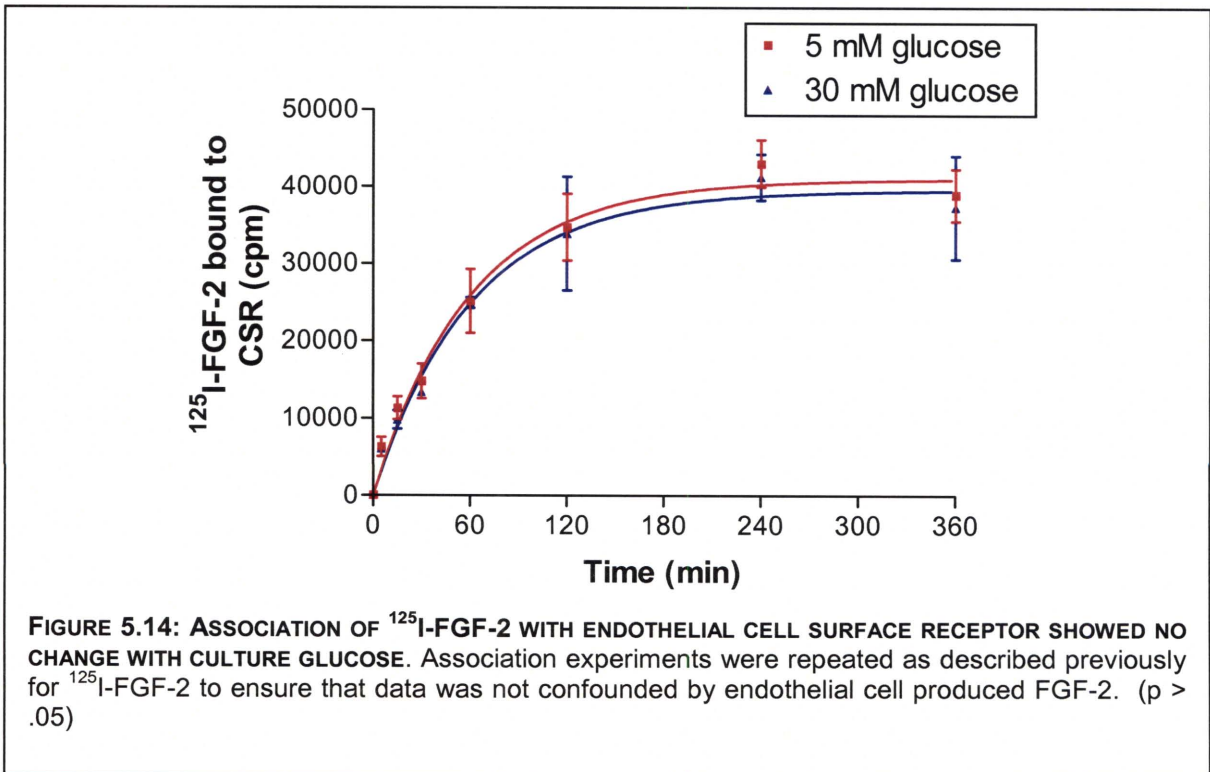 5 mM glucose
30 mM glucose
50000
40000
30000
20000
10000
0
¹²⁵I-FGF-2 bound to
CSR (cpm)
0 60 120 180 240 300 360
Time (min)
FIGURE 5.14: ASSOCIATION OF ¹²⁵I-FGF-2 WITH ENDOTHELIAL CELL SURFACE RECEPTOR SHOWED NO
CHANGE WITH CULTURE GLUCOSE. Association experiments were repeated as described previously
for ¹²⁵I-FGF-2 to ensure that data was not confounded by endothelial cell produced FGF-2. (p >
.05)